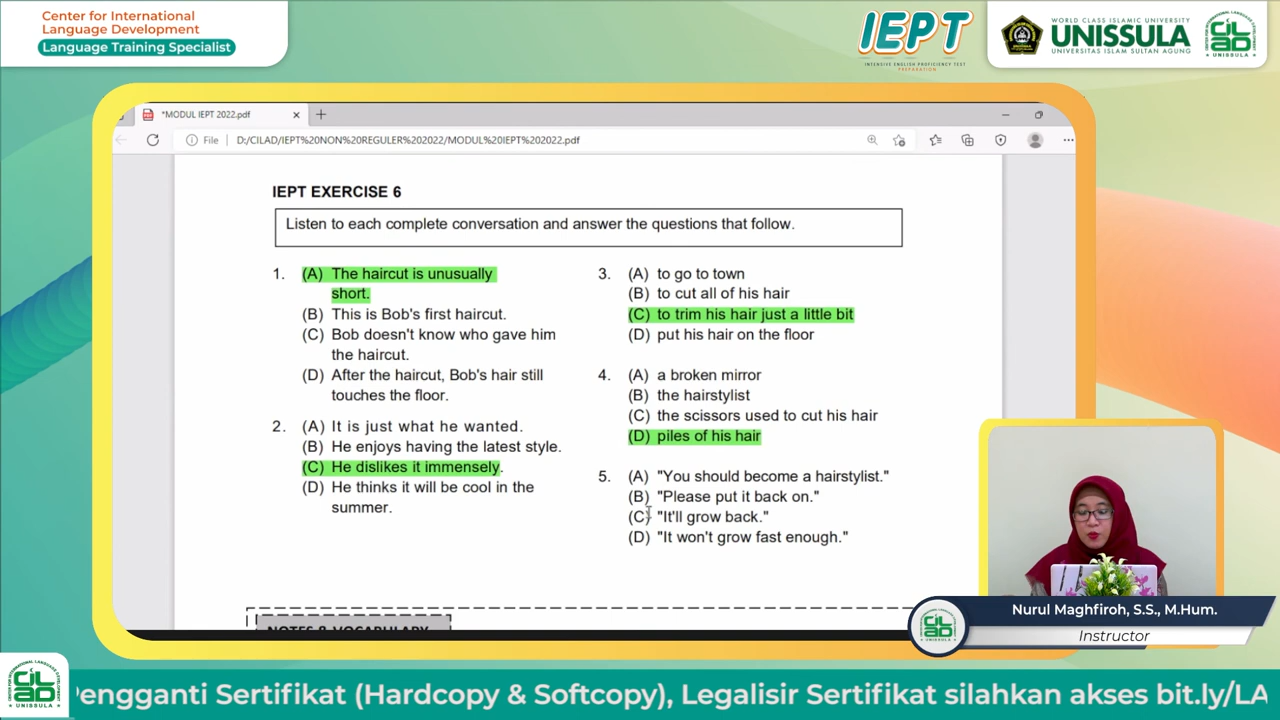 Center for International
Language Development
Language Training Specialist
IEPT
INTENSIVE ENGLISH PROFICIENCY TEST
PREPARATION
WORLD CLASS ISLAMIC UNIVERSITY
UNISSULA
UNIVERSITAS ISLAM SULTAN AGUNG
CILAD
UNISSULA
*MODUL IEPT 2022.pdf
File | D:/CILAD/IEPT%20NON%20REGULER%202022/MODUL%20IEPT%202022.pdf
IEPT EXERCISE 6
Listen to each complete conversation and answer the questions that follow.
1. (A) The haircut is unusually
short.
(B) This is Bob's first haircut.
(C) Bob doesn't know who gave him
the haircut.
(D) After the haircut, Bob's hair still
touches the floor.
2. (A) It is just what he wanted.
(B) He enjoys having the latest style.
(C) He dislikes it immensely.
(D) He thinks it will be cool in the
summer.
3. (A) to go to town
(B) to cut all of his hair
(C) to trim his hair just a little bit
(D) put his hair on the floor
4. (A) a broken mirror
(B) the hairstylist
(C) the scissors used to cut his hair
(D) piles of his hair
5. (A) "You should become a hairstylist."
(B) "Please put it back on."
(C) "It'll grow back."
(D) "It won't grow fast enough."
NOTES & VOCABULARY
CILAD
UNISSULA
Nurul Maghfiroh, S.S., M.Hum.
Instructor
CILAD
UNISSULA
engganti Sertifikat (Hardcopy & Softcopy), Legalisir Sertifikat silahkan akses bit.ly/LA